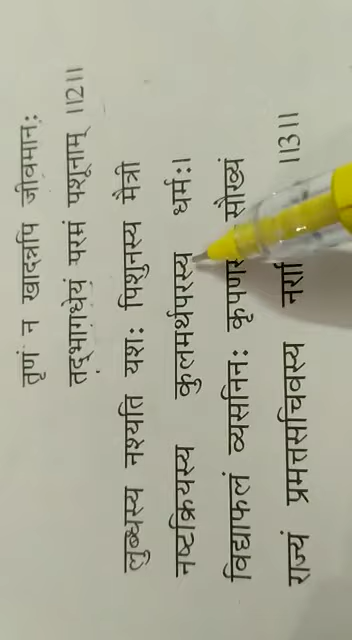 तृणं न खादन्नपि जीवमानः
तद्भागधेयं परमं पशूनाम् ||2||
लुब्धस्य नश्यति यशः पिशुनस्य मैत्री
नष्टक्रियस्य कुलमर्थपरस्य धर्मः।
विद्याफलं व्यसनिनः सौख्यं
राज्यं प्रमत्तसचिवस्य ||3||